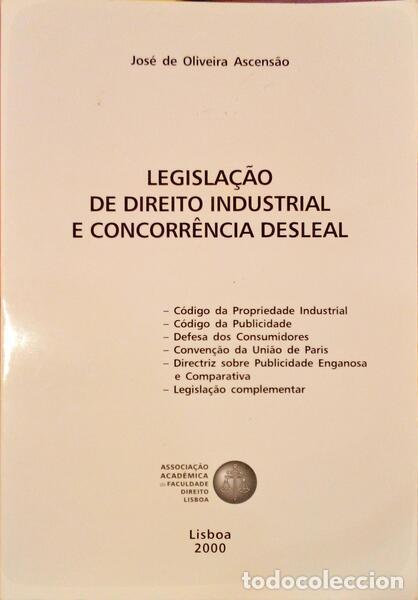 José de Oliveira Ascensão
LEGISLAÇÃO
DE DIREITO INDUSTRIAL
E CONCORRÊNCIA DESLEAL
– Código da Propriedade Industrial
– Código da Publicidade
– Defesa dos Consumidores
– Convenção da União de Paris
– Directriz sobre Publicidade Enganosa
e Comparativa
– Legislação complementar
ASSOCIAÇÃO
ACADÉMICA
da FACULDADE
DIREITO
LISBOA
Lisboa
2000
todocoleccion